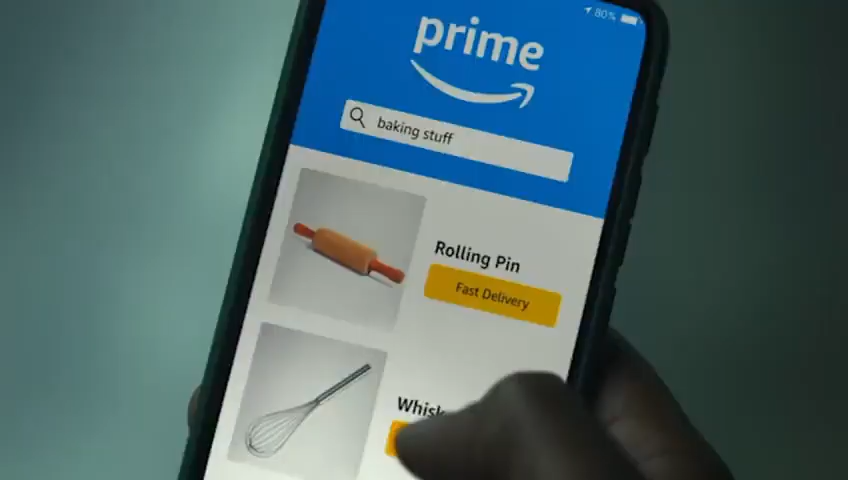 80%
prime
baking stuff
Rolling Pin
Fast Delivery
Whisk